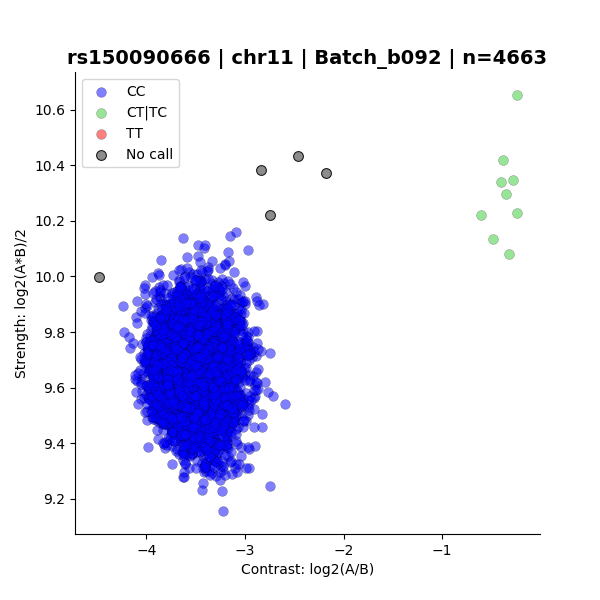 rs150090666 | chr11 | Batch_b092 | n=4663
CC
CT|TC
TT
No call
10.6
10.4
10.2
10.0
9.8
9.6
9.4
9.2
Strength: log2(A*B)/2
−4
−3
−2
−1
Contrast: log2(A/B)